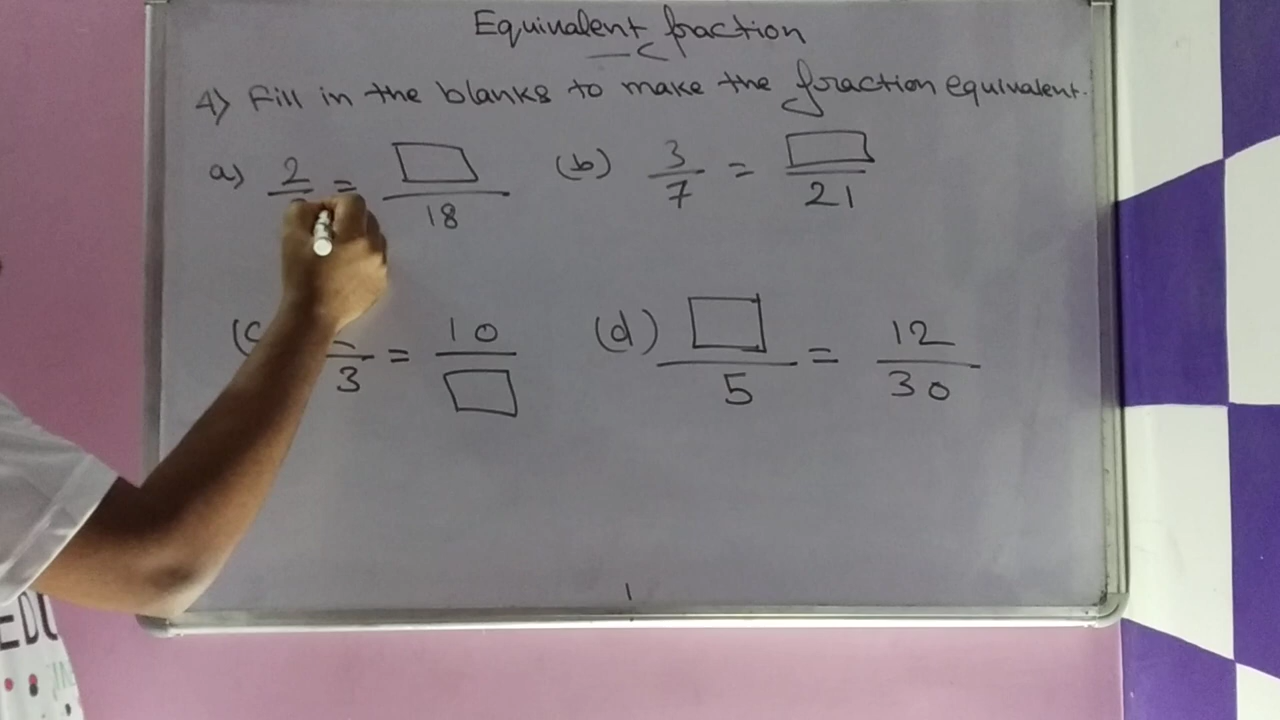 Equivalent fraction
4) Fill in the blanks to make the fraction equivalent.
a) 2/ = □/18 (b) 3/7 = □/21
(c /3 = 10/□ (d) □/5 = 12/30
EDU